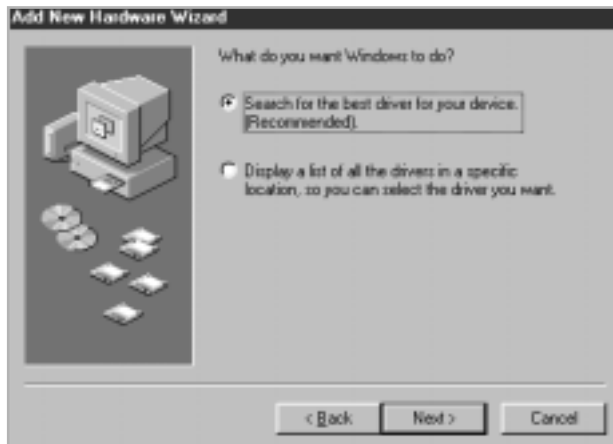 Add New Hardware Wizard
What do you want Windows to do?
Search for the best driver for your device.
(Recommended).
Display a list of all the drivers in a specific
location, so you can select the driver you want.
< Back
Next >
Cancel